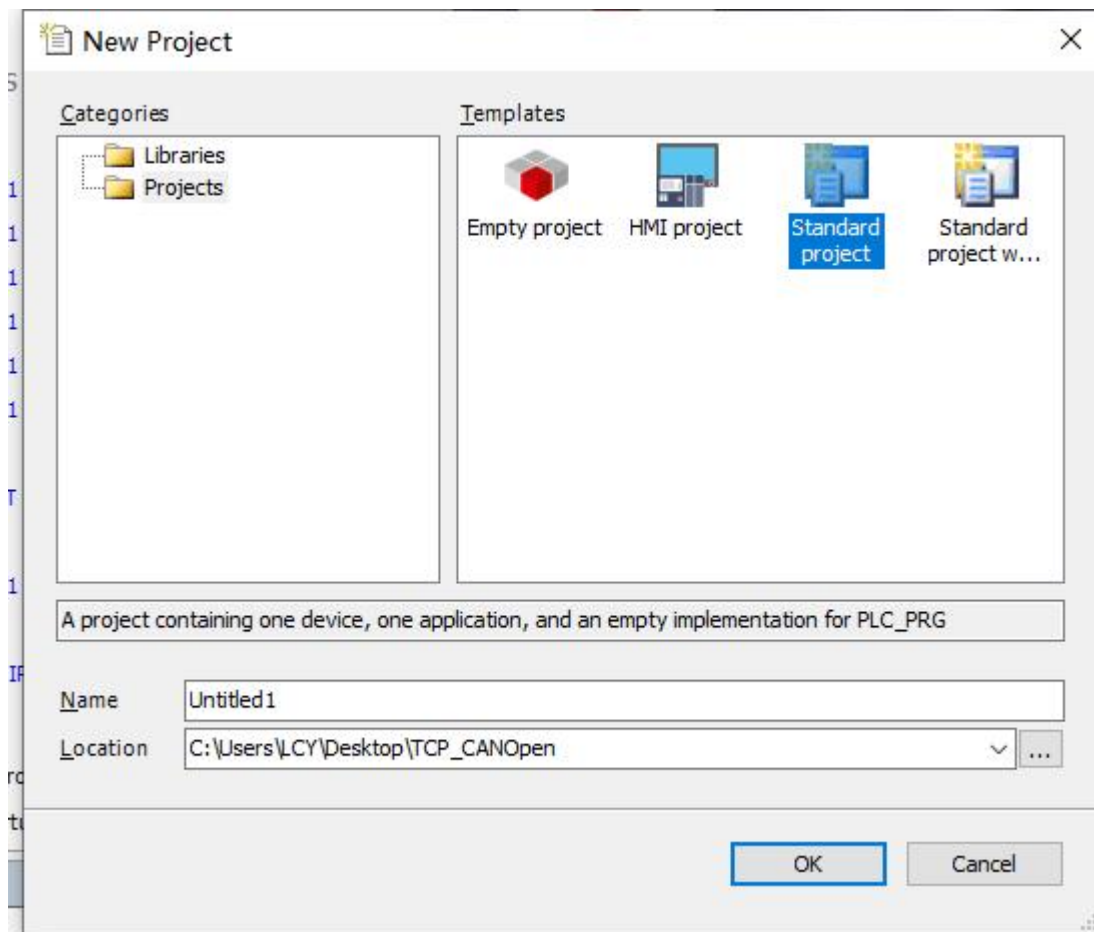 New Project
Categories
Templates
Libraries
Projects
Empty project
HMI project
Standard
project
Standard
project w...
A project containing one device, one application, and an empty implementation for PLC_PRG
Name
Untitled1
Location
C:\Users\LCY\Desktop\TCP_CANOpen
...
OK
Cancel